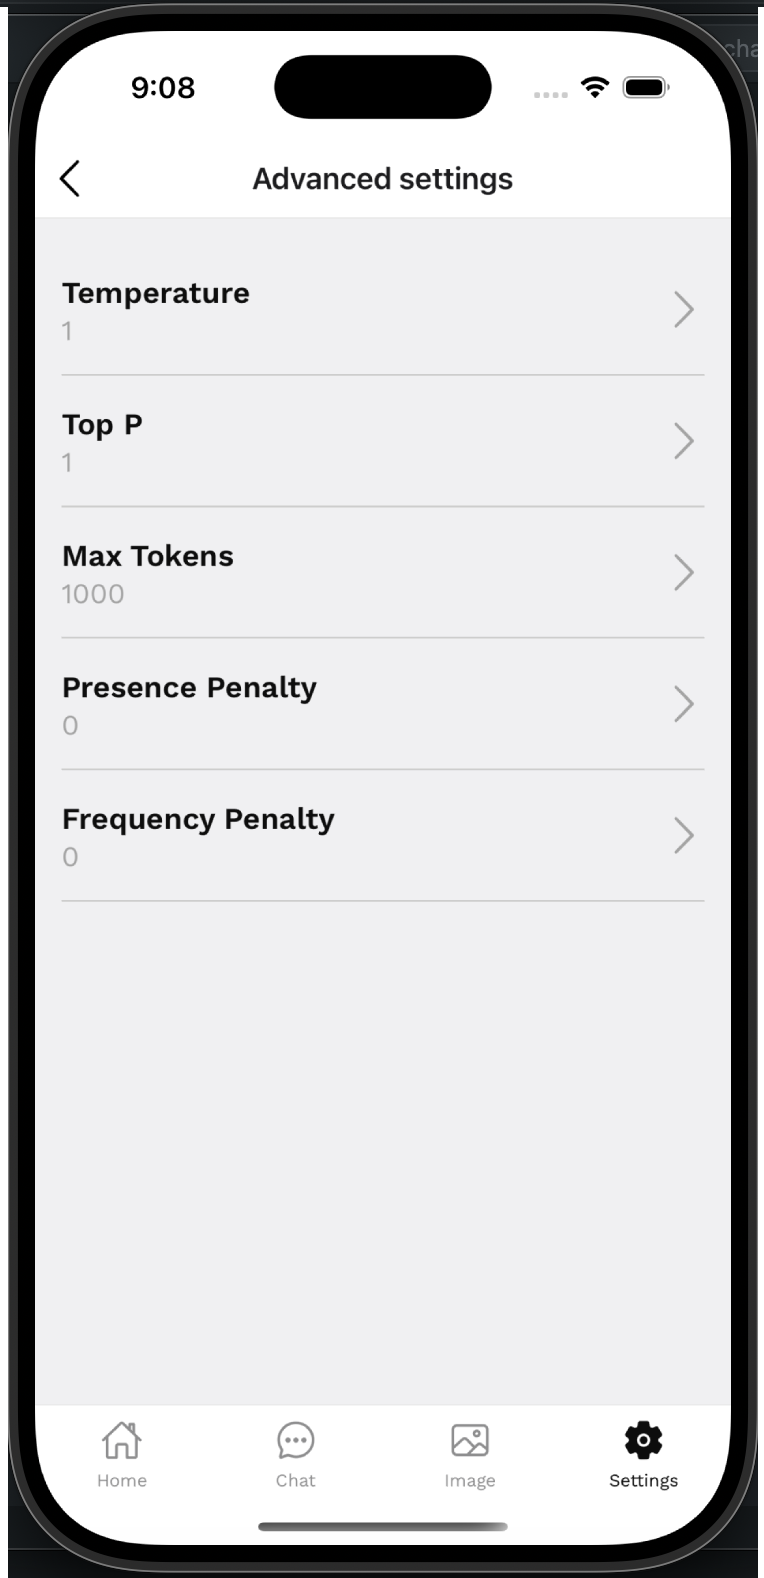 cha
9:08
Advanced settings
Temperature
1
Top P
1
Max Tokens
1000
Presence Penalty
0
Frequency Penalty
0
Home
Chat
Image
Settings